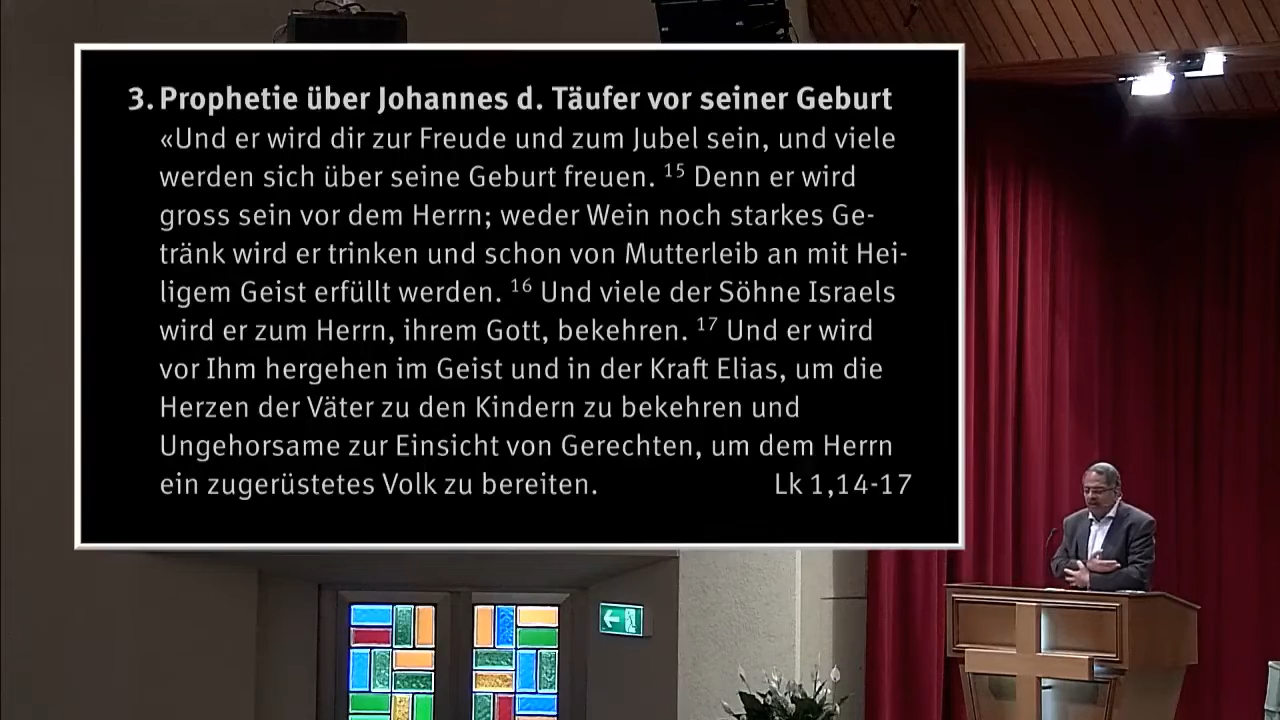 3. Prophetie über Johannes d. Täufer vor seiner Geburt
«Und er wird dir zur Freude und zum Jubel sein, und viele
werden sich über seine Geburt freuen. 15 Denn er wird
gross sein vor dem Herrn; weder Wein noch starkes Ge-
tränk wird er trinken und schon von Mutterleib an mit Hei-
ligem Geist erfüllt werden. 16 Und viele der Söhne Israels
wird er zum Herrn, ihrem Gott, bekehren. 17 Und er wird
vor Ihm hergehen im Geist und in der Kraft Elias, um die
Herzen der Väter zu den Kindern zu bekehren und
Ungehorsame zur Einsicht von Gerechten, um dem Herrn
ein zugerüstetes Volk zu bereiten. Lk 1,14-17